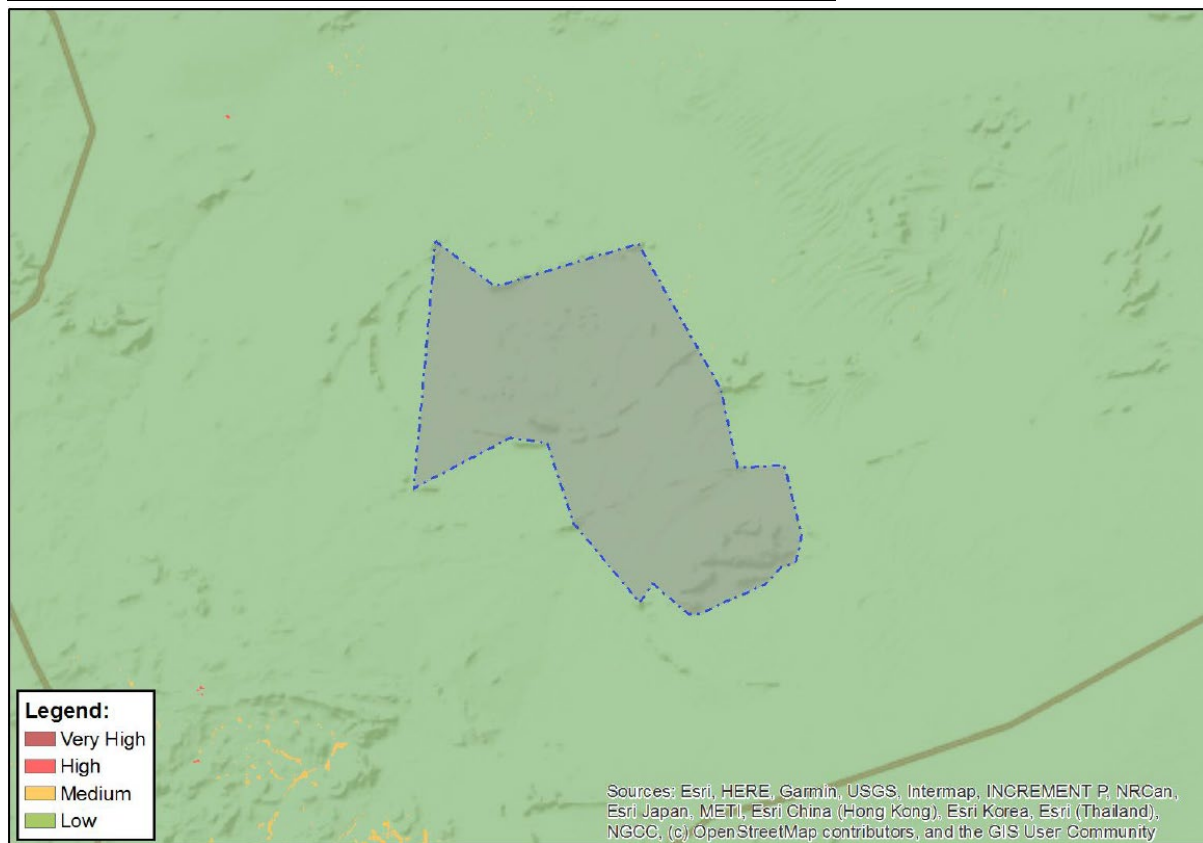 Legend:
Very High
High
Medium
Low
Sources: Esri, HERE, Garmin, USGS, Intermap, INCREMENT P, NRCan,
Esri Japan, METI, Esri China (Hong Kong), Esri Korea, Esri (Thailand),
NGCC, (c) OpenStreetMap contributors, and the GIS User Community